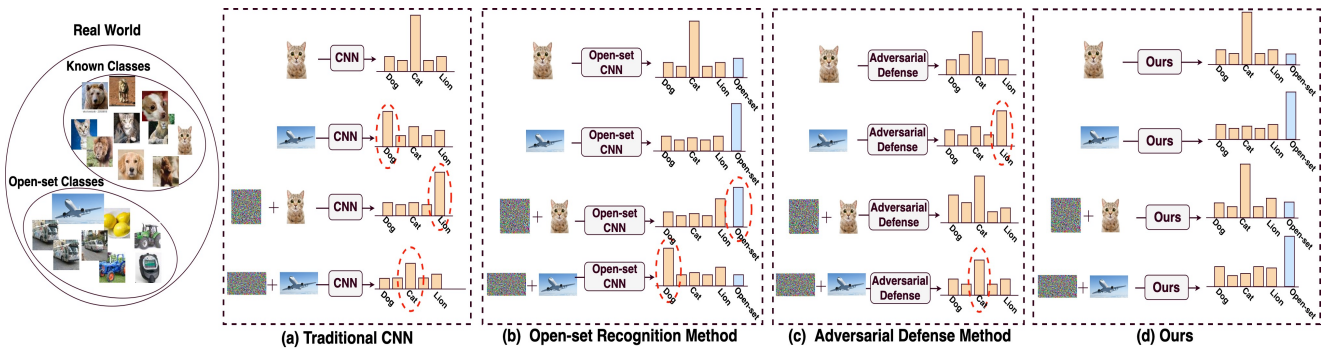 Real World
Known Classes
Open-set Classes
CNN
Dog
Cat
Lion
CNN
Dog
Cat
Lion
CNN
Dog
Cat
Lion
CNN
Dog
Cat
Lion
(a) Traditional CNN
Open-set
CNN
Dog
Cat
Lion
Open-set
Open-set
CNN
Dog
Cat
Lion
Open-set
Open-set
CNN
Dog
Cat
Lion
Open-set
Open-set
CNN
Dog
Cat
Lion
Open-set
(b) Open-set Recognition Method
Adversarial
Defense
Dog
Cat
Lion
Adversarial
Defense
Dog
Cat
Lion
Adversarial
Defense
Dog
Cat
Lion
Adversarial
Defense
Dog
Cat
Lion
(c) Adversarial Defense Method
Ours
Dog
Cat
Lion
Open-set
Ours
Dog
Cat
Lion
Open-set
Ours
Dog
Cat
Lion
Open-set
Ours
Dog
Cat
Lion
Open-set
(d) Ours